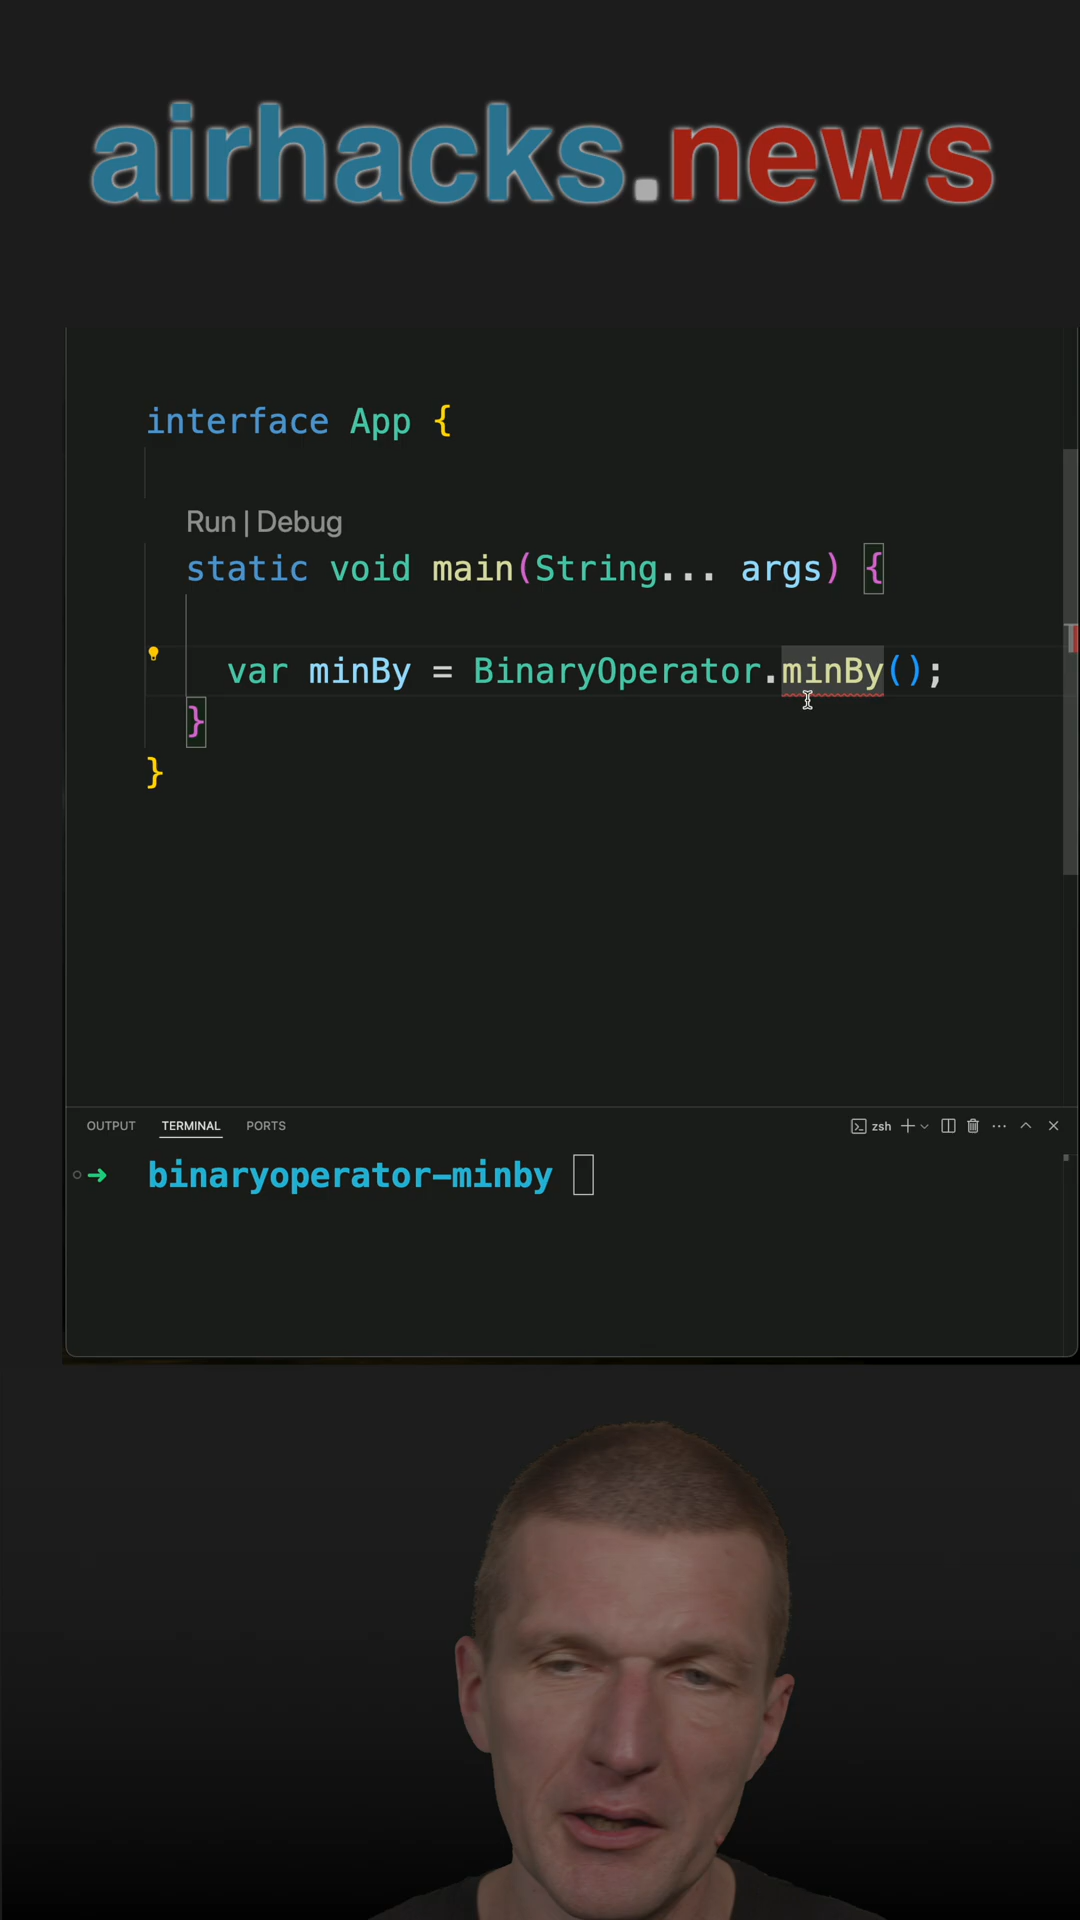 airhacks.news
interface App {
Run | Debug
static void main(String... args) {
var minBy = BinaryOperator.minBy();
}
}
OUTPUT TERMINAL PORTS zsh
➜ binaryoperator-minby